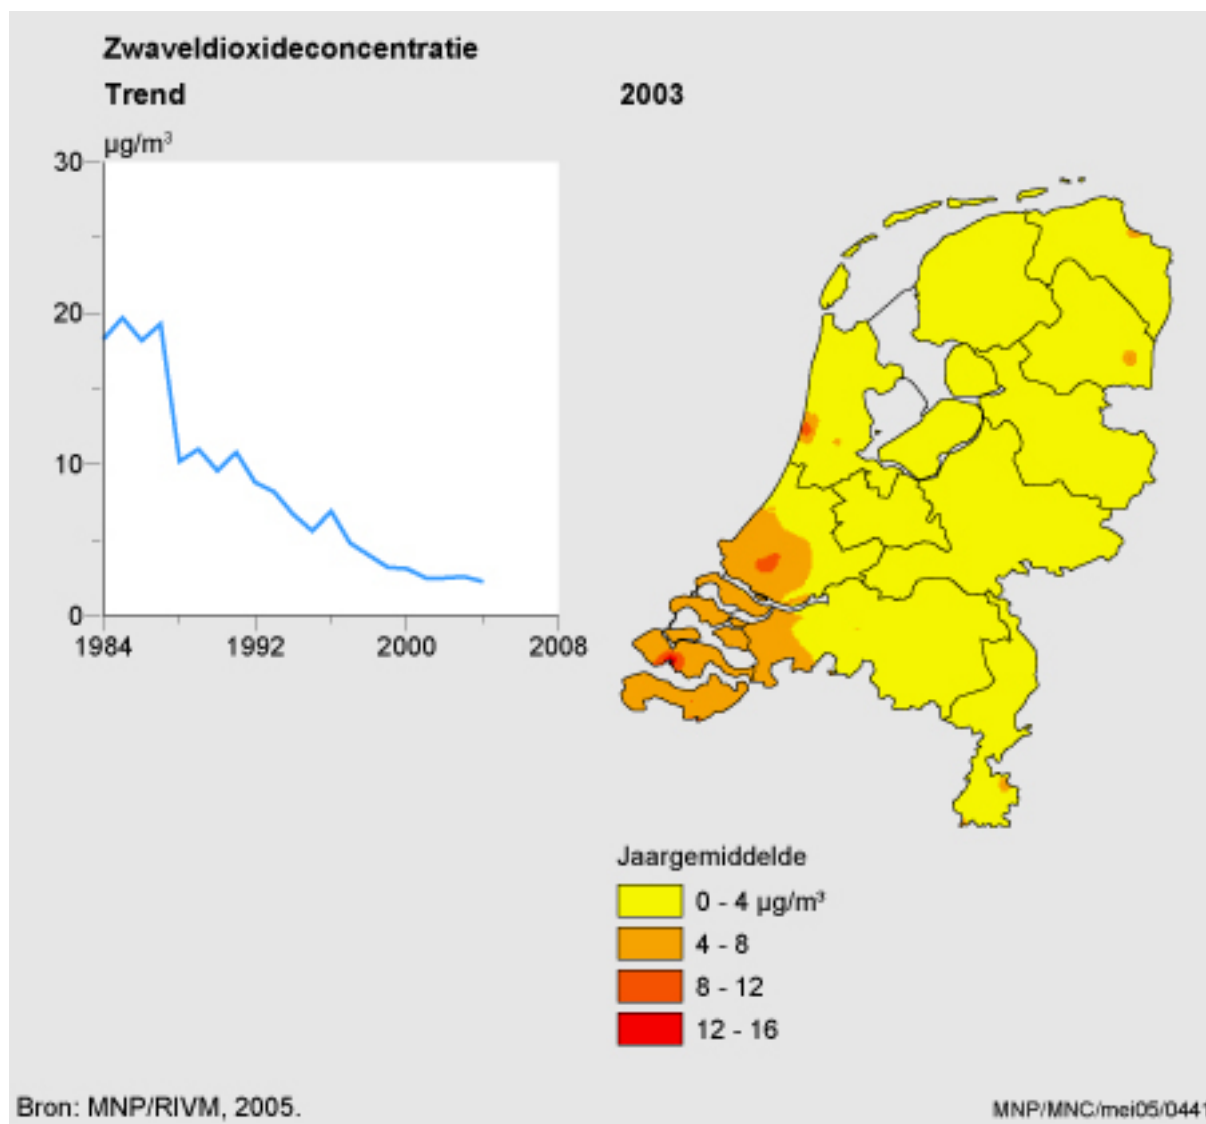 Zwaveldioxideconcentratie
Trend
2003
µg/m³
30
20
10
0
1984 1992 2000 2008
Jaargemiddelde
0 - 4 µg/m³
4 - 8
8 - 12
12 - 16
Bron: MNP/RIVM, 2005.
MNP/MNC/mei05/0441